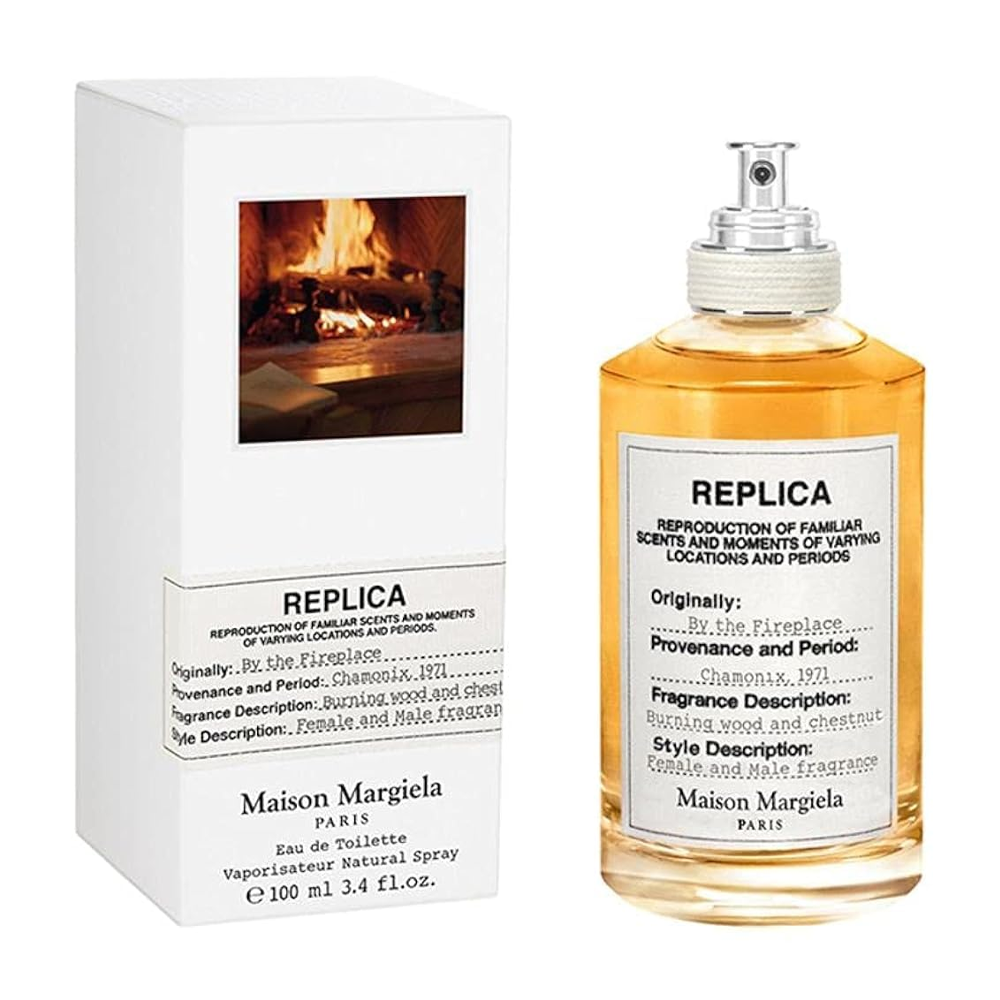 REPLICA
REPRODUCTION OF FAMILIAR SCENTS AND MOMENTS
OF VARYING LOCATIONS AND PERIODS.
Originally: By the Fireplace
Provenance and Period: Chamonix, 1971
Fragrance Description: Burning wood and chest
Style Description: Female and Male fragran
Maison Margiela
PARIS
Eau de Toilette
Vaporisateur Natural Spray
℮ 100 ml 3.4 fl.oz.
REPLICA
REPRODUCTION OF FAMILIAR
SCENTS AND MOMENTS OF VARYING
LOCATIONS AND PERIODS
Originally:
By the Fireplace
Provenance and Period:
Chamonix, 1971
Fragrance Description:
Burning wood and chestnut
Style Description:
Female and Male fragrance
Maison Margiela
PARIS